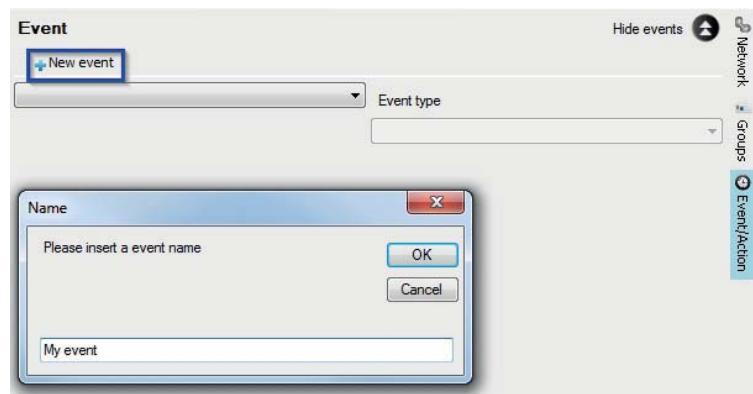 Event
Hide events
New event
Event type
Name
Please insert a event name
OK
Cancel
My event
Network
Groups
Event/Action